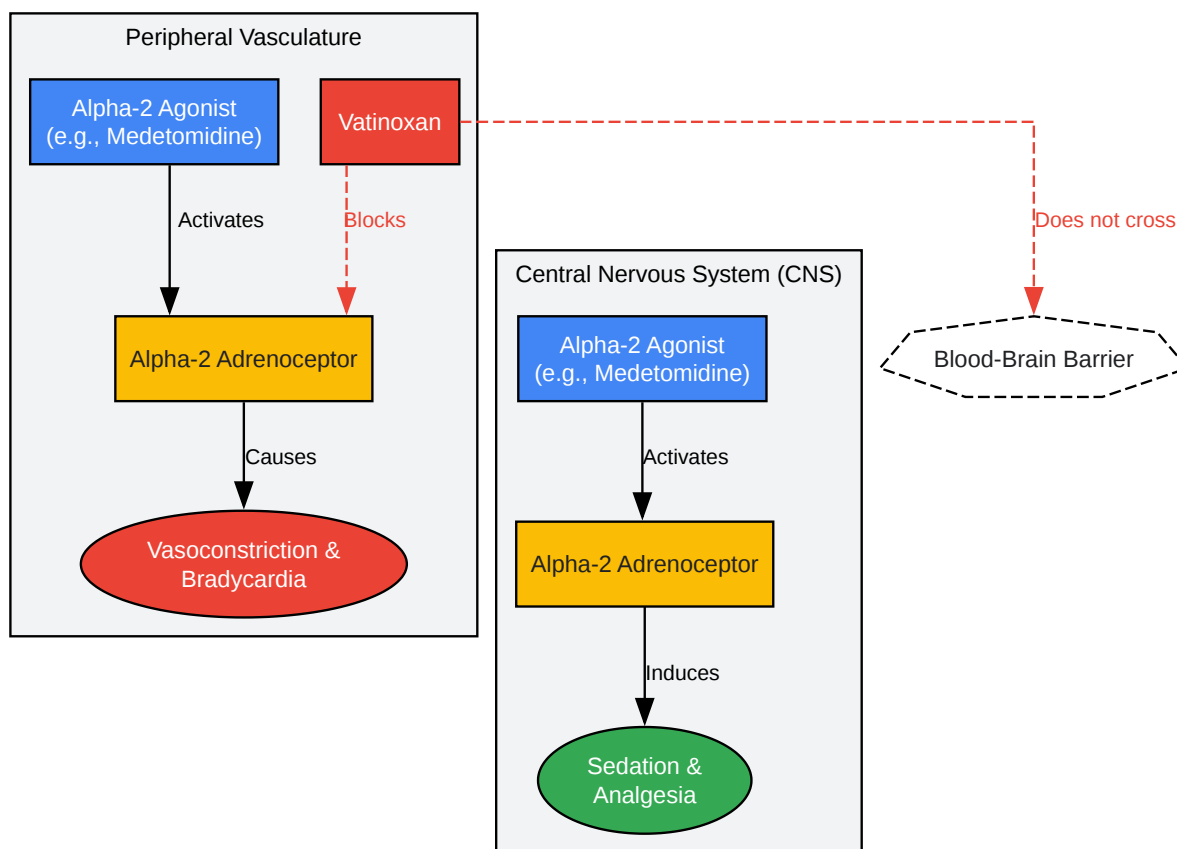 Peripheral Vasculature
Alpha-2 Agonist
(e.g., Medetomidine)
Vatinoxan
Activates
Blocks
Alpha-2 Adrenoceptor
Causes
Vasoconstriction &
Bradycardia
Central Nervous System (CNS)
Alpha-2 Agonist
(e.g., Medetomidine)
Activates
Alpha-2 Adrenoceptor
Induces
Sedation &
Analgesia
Does not cross
Blood-Brain Barrier